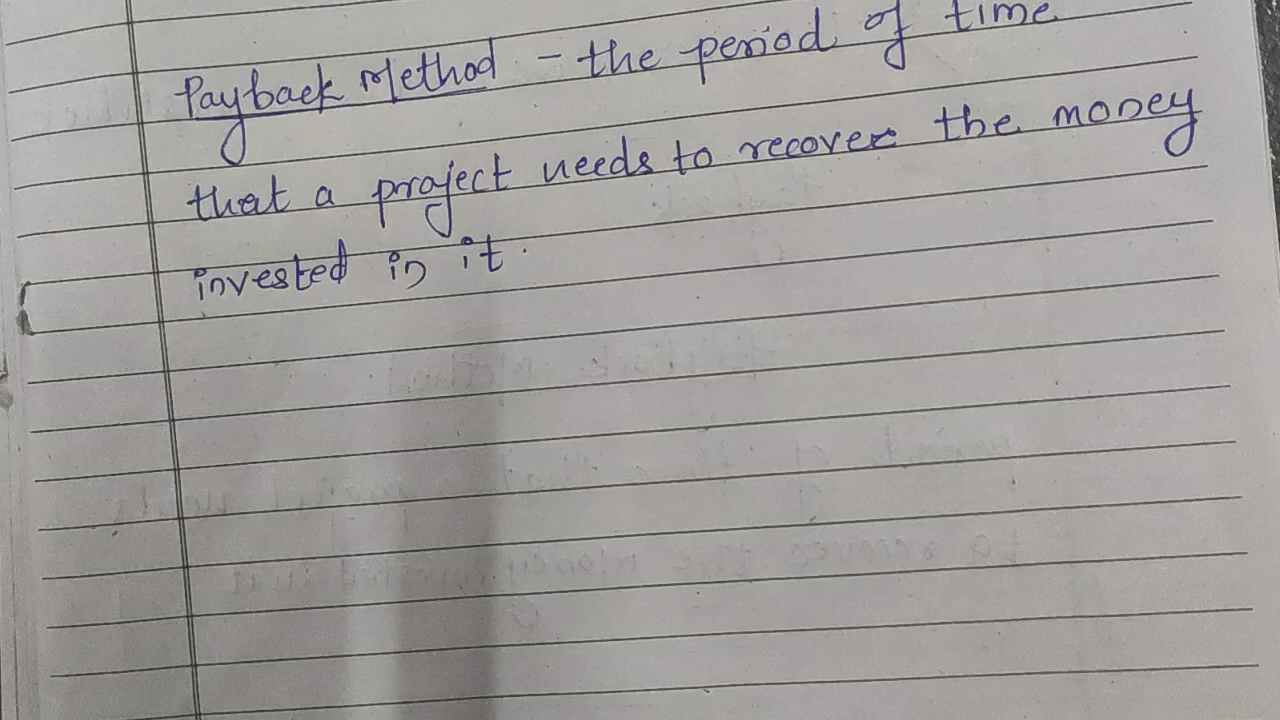 Payback Method - the period of time
that a project needs to recover the money
invested in it.